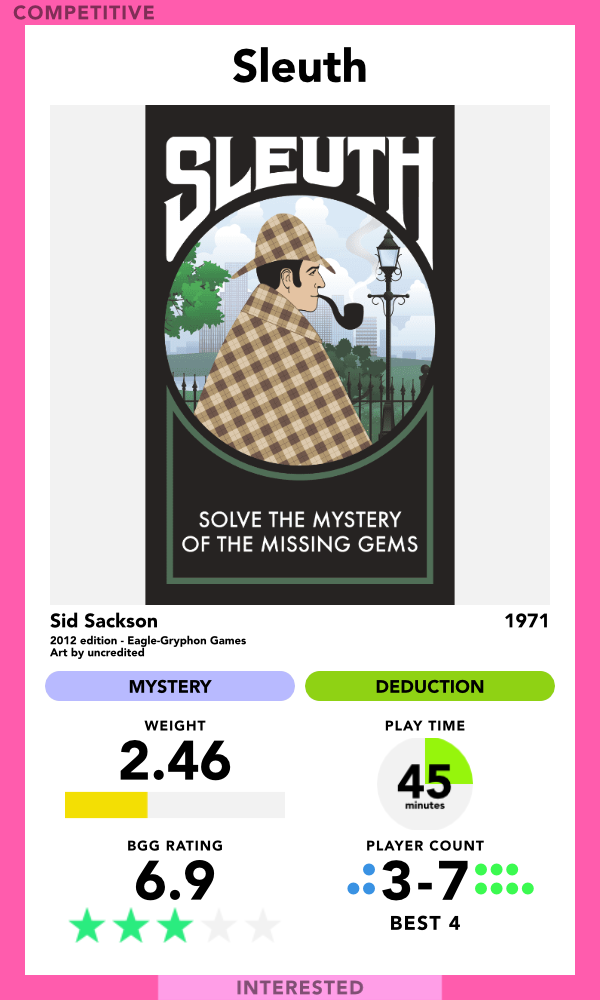 COMPETITIVE
Sleuth
SLEUTH
SOLVE THE MYSTERY
OF THE MISSING GEMS
Sid Sackson
1971
2012 edition - Eagle-Gryphon Games
Art by uncredited
MYSTERY
DEDUCTION
WEIGHT
2.46
PLAY TIME
45
minutes
BGG RATING
6.9
PLAYER COUNT
3-7
BEST 4
INTERESTED